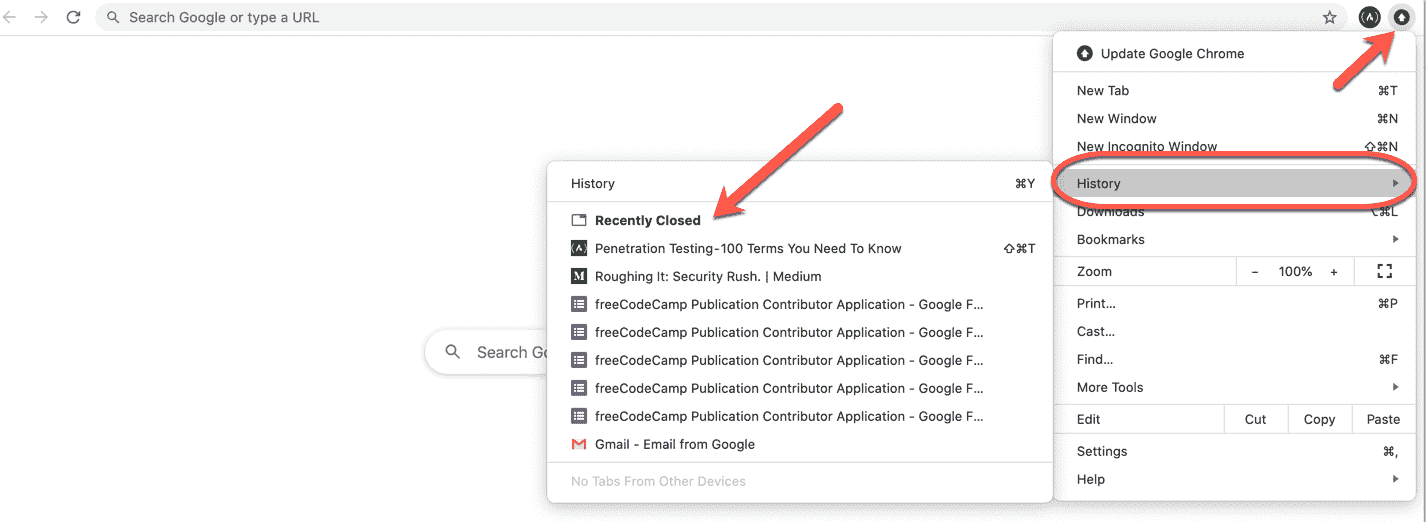 Search Google or type a URL
Update Google Chrome
New Tab ⌘T
New Window ⌘N
New Incognito Window ⇧⌘N
History
Downloads ⌥⌘L
Bookmarks
Zoom - 100% +
Print... ⌘P
Cast...
Find... ⌘F
More Tools
Edit Cut Copy Paste
Settings ⌘,
Help
History ⌘Y
Recently Closed
Penetration Testing-100 Terms You Need To Know ⇧⌘T
Roughing It: Security Rush. | Medium
freeCodeCamp Publication Contributor Application - Google F...
freeCodeCamp Publication Contributor Application - Google F...
freeCodeCamp Publication Contributor Application - Google F...
freeCodeCamp Publication Contributor Application - Google F...
freeCodeCamp Publication Contributor Application - Google F...
Gmail - Email from Google
No Tabs From Other Devices
Search Go